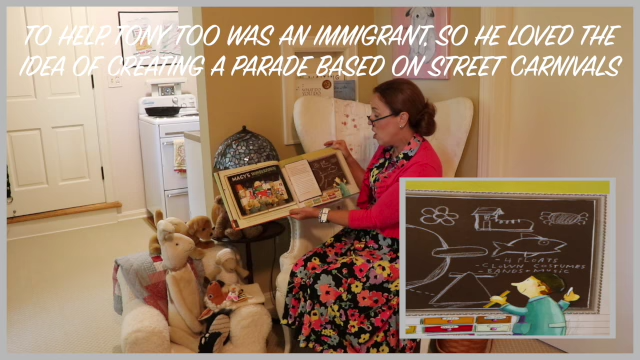 TO HELP. TONY, TOO WAS AN IMMIGRANT, SO HE LOVED THE
IDEA OF CREATING A PARADE BASED ON STREET CARNIVALS
MACY'S
- 4 FLOATS
- CLOWN COSTUMES
- BANDS + MUSIC